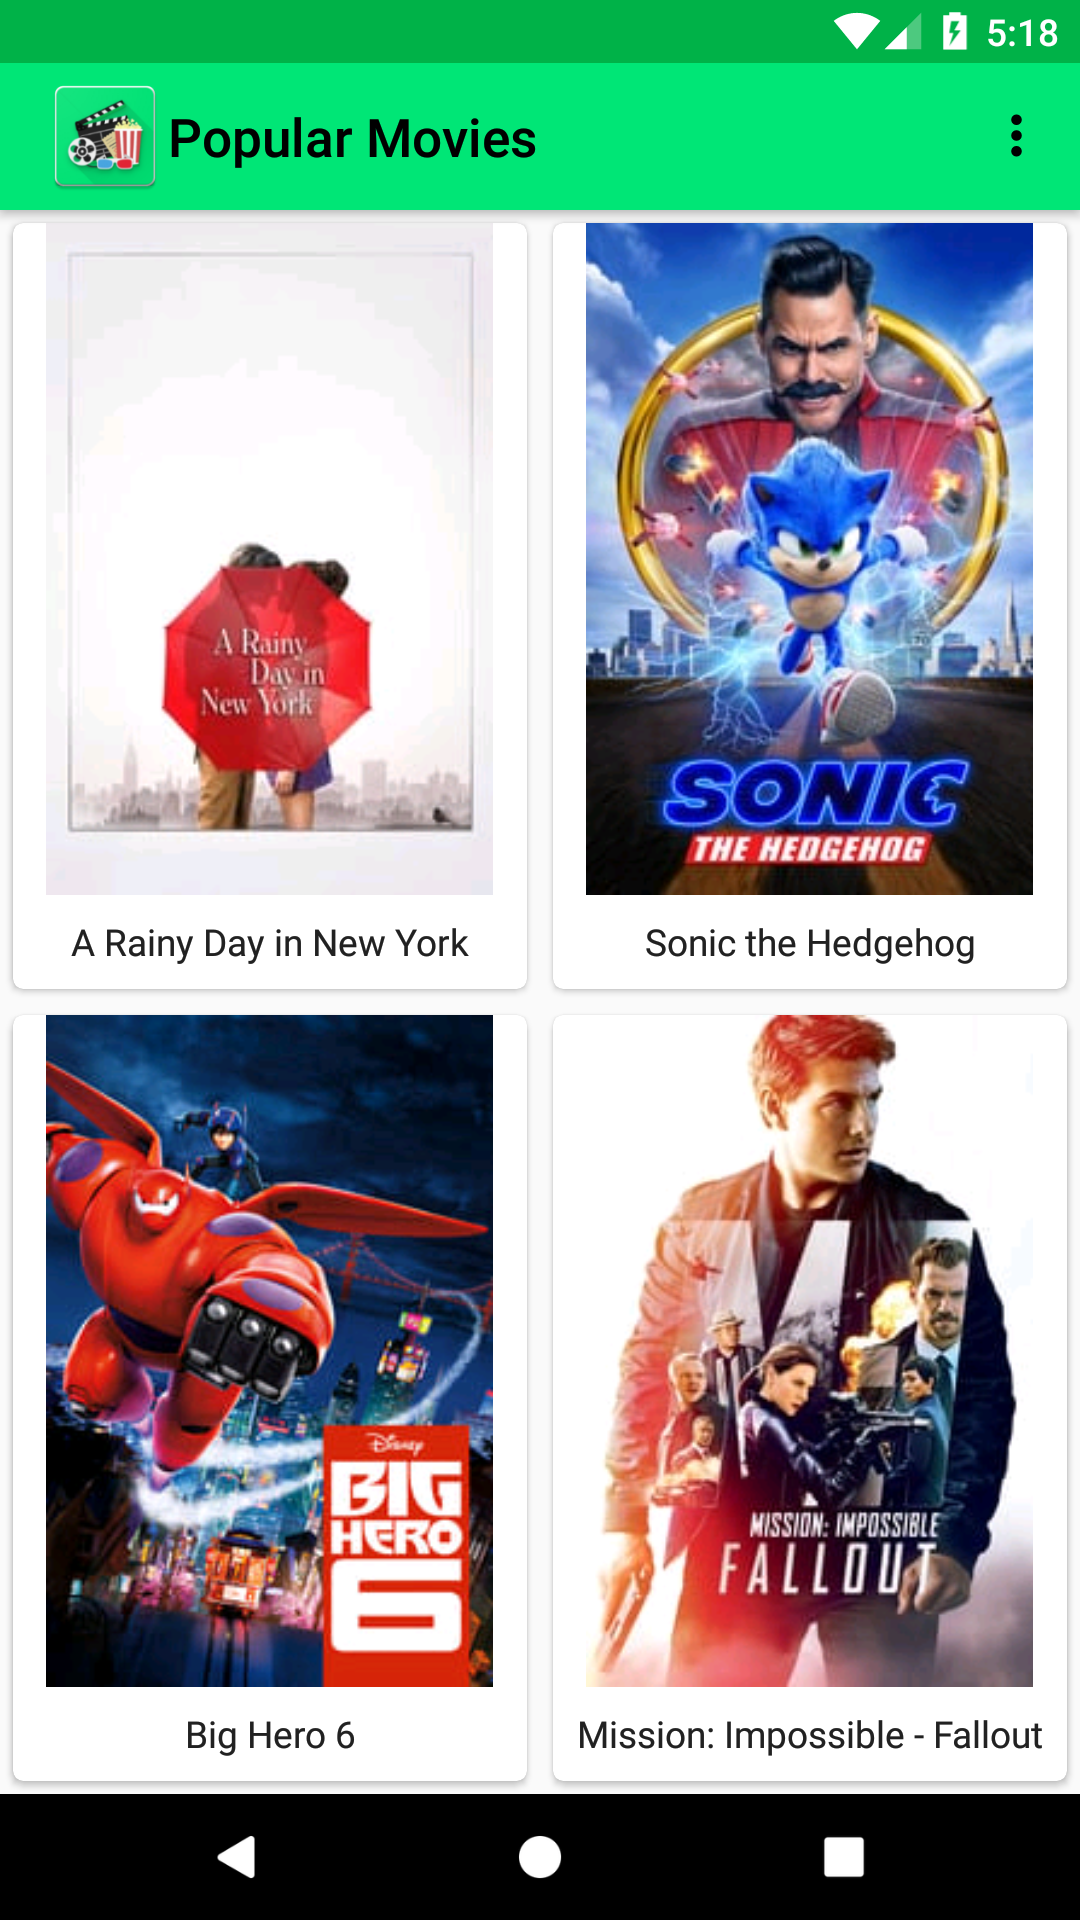 5:18
Popular Movies
A Rainy
Day in
New York
SONIC
THE HEDGEHOG
A Rainy Day in New York
Sonic the Hedgehog
Disney
BIG
HERO
6
MISSION: IMPOSSIBLE
FALLOUT
Big Hero 6
Mission: Impossible - Fallout